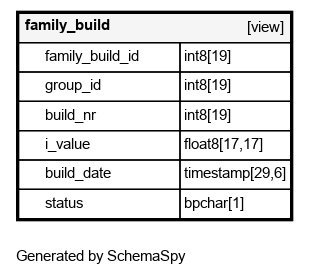 family_build [view]
family_build_id int8[19]
group_id int8[19]
build_nr int8[19]
i_value float8[17,17]
build_date timestamp[29,6]
status bpchar[1]
Generated by SchemaSpy